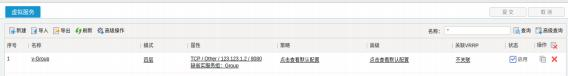 虚拟服务
提 交 取 消
新建 导入 导出 刷新 高级操作 名称: * 查询 高级查询
序号 名称 模式 属性 策略 高级 关联VRRP 状态 操作
1 v-Group 四层 TCP / Other / 123.123.1.2 / 8080 点击查看默认配置 点击查看默认配置 不关联 启用
缺省实服务组: Group